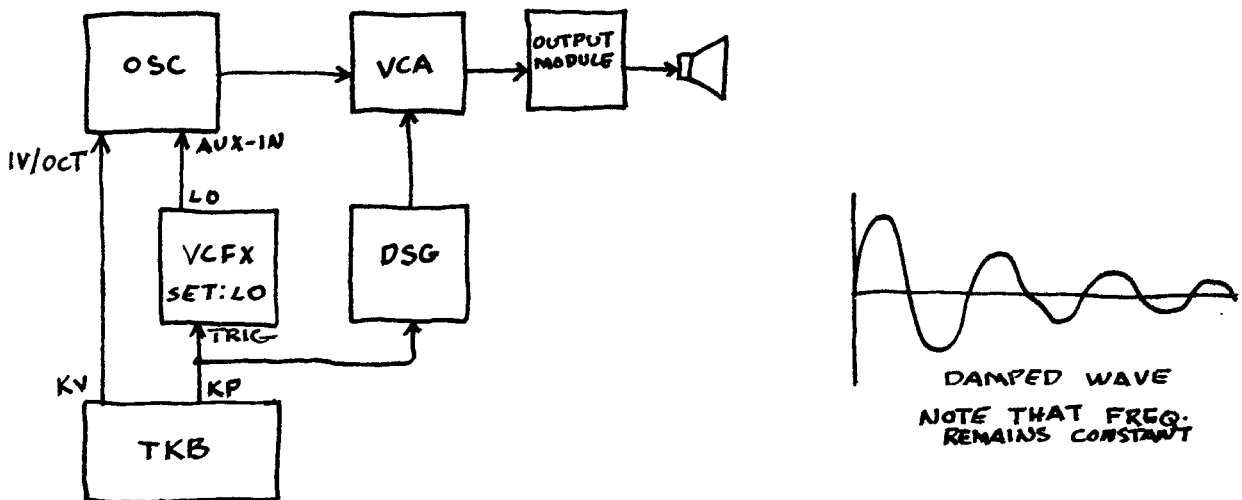 OSC
VCA
OUTPUT
MODULE
1V/OCT
AUX-IN
LO
VCFX
SET:LO
DSG
TRIG
KV
KP
TKB
DAMPED WAVE
NOTE THAT FREQ.
REMAINS CONSTANT